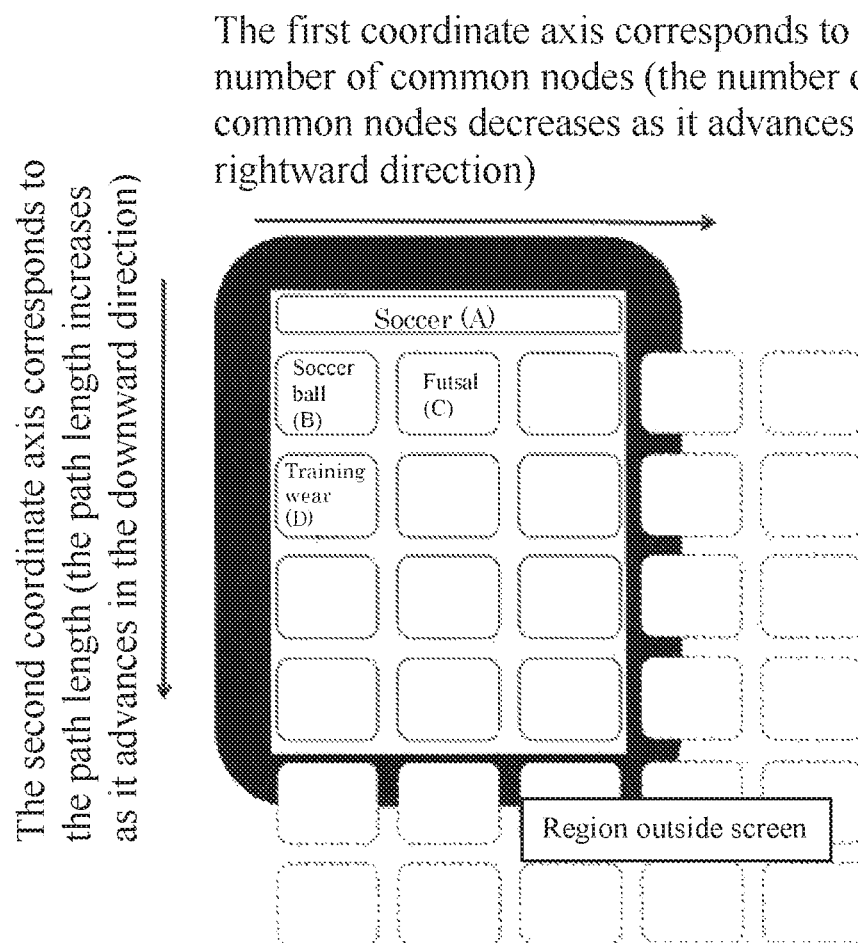 The first coordinate axis corresponds to
number of common nodes (the number
common nodes decreases as it advances
rightward direction)
The second coordinate axis corresponds to
the path length (the path length increases
as it advances in the downward direction)
Soccer (A)
Soccer
ball
(B)
Futsal
(C)
Training
wear
(D)
Region outside screen